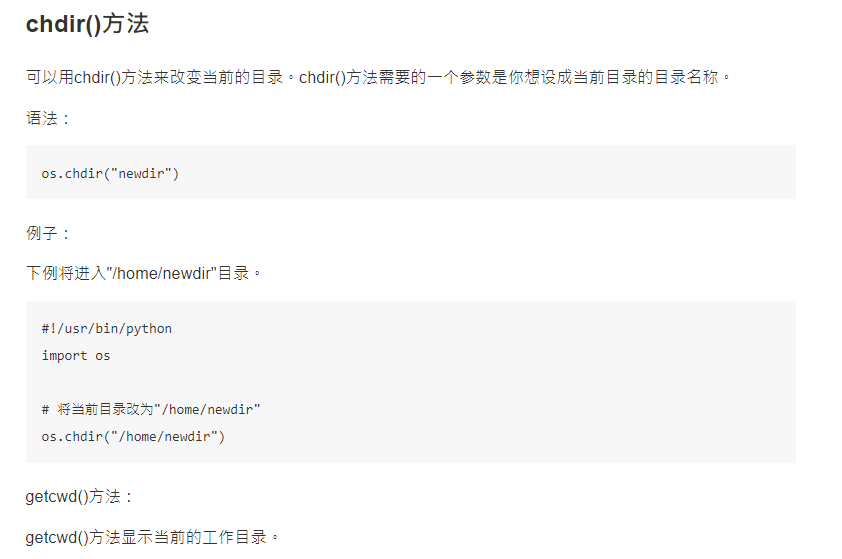 chdir()方法
可以用chdir()方法来改变当前的目录。chdir()方法需要的一个参数是你想设成当前目录的目录名称。
语法：
os.chdir("newdir")
例子：
下例将进入"/home/newdir"目录。
#!/usr/bin/python
import os
# 将当前目录改为"/home/newdir"
os.chdir("/home/newdir")
getcwd()方法：
getcwd()方法显示当前的工作目录。